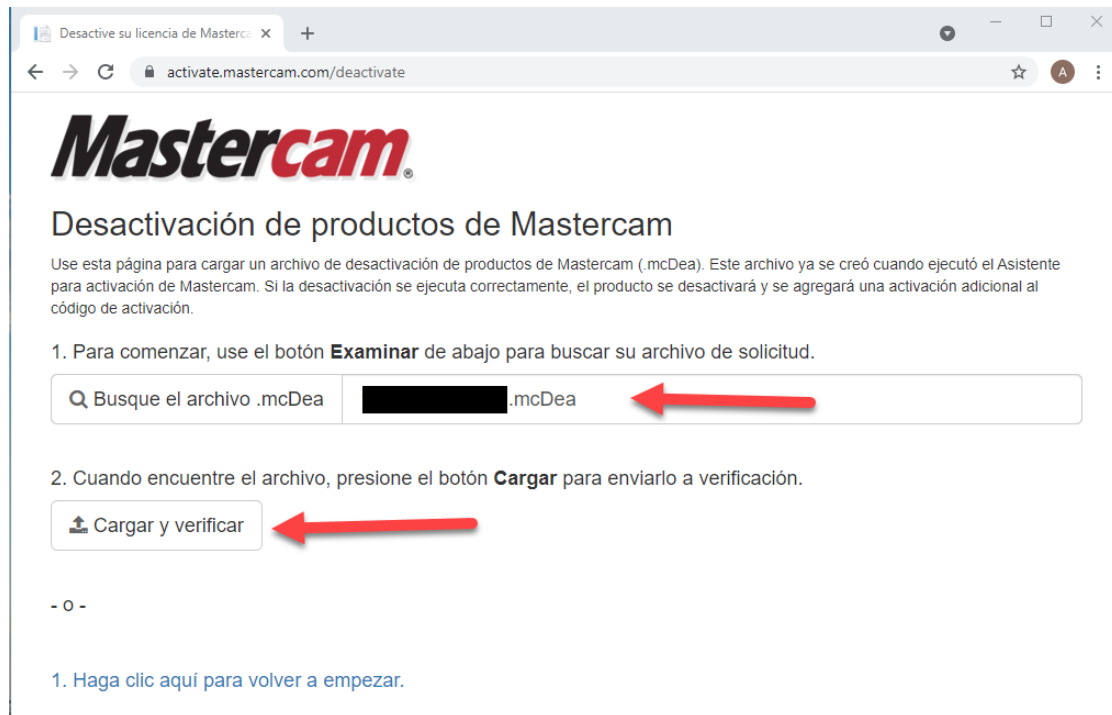 Desactive su licencia de Masterca
activate.mastercam.com/deactivate
A
Mastercam®
Desactivación de productos de Mastercam
Use esta página para cargar un archivo de desactivación de productos de Mastercam (.mcDea). Este archivo ya se creó cuando ejecutó el Asistente
para activación de Mastercam. Si la desactivación se ejecuta correctamente, el producto se desactivará y se agregará una activación adicional al
código de activación.
1. Para comenzar, use el botón Examinar de abajo para buscar su archivo de solicitud.
Busque el archivo .mcDea .mcDea
2. Cuando encuentre el archivo, presione el botón Cargar para enviarlo a verificación.
Cargar y verificar
- o -
1. Haga clic aquí para volver a empezar.